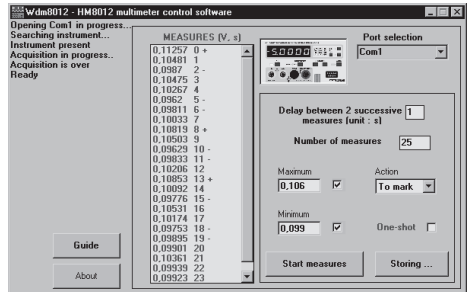 Wdm8012 - HM8012 multimeter control software
Opening Com1 in progress...
Searching instrument...
Instrument present
Acquisition in progress..
Acquisition is over
Ready
MEASURES (V, s)
0,11257 0 +
0,10481 1
0,0987 2 -
0,10475 3
0,10267 4
0,0962 5 -
0,09811 6 -
0,10033 7
0,10819 8 +
0,10503 9
0,09629 10 -
0,09833 11 -
0,10206 12
0,10853 13 +
0,10092 14
0,09776 15 -
0,10531 16
0,10174 17
0,09753 18 -
0,09895 19 -
0,09901 20
0,10361 21
0,09939 22
0,09923 23
Port selection
Com1
Delay between 2 successive measures (unit : s)
1
Number of measures
25
Maximum
0,106
Action
To mark
Minimum
0,099
One-shot
Start measures
Storing ...
Guide
About